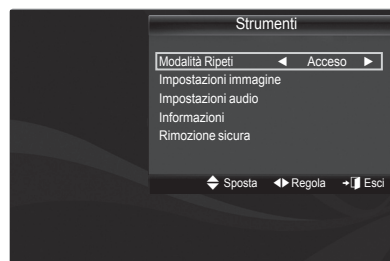 Strumenti
Modalità Ripeti ◀ Acceso ▶
Impostazioni immagine
Impostazioni audio
Informazioni
Rimozione sicura
Sposta Regola Esci